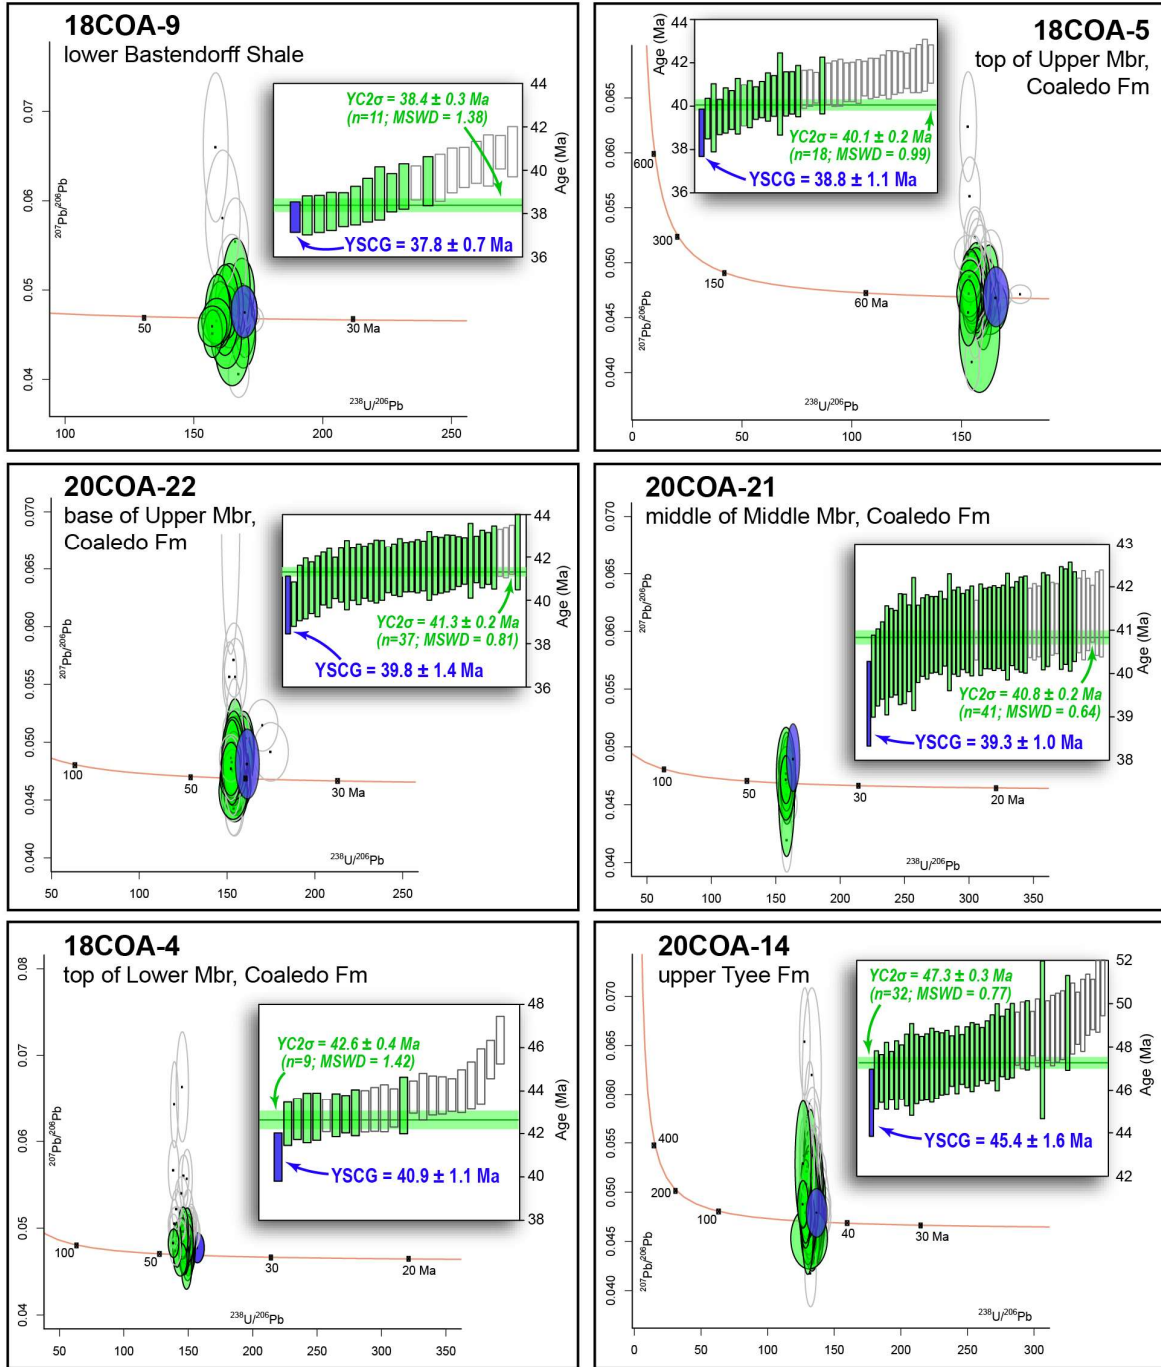 18COA-9
lower Bastendorff Shale
0.07
0.06
0.05
0.04
207Pb/206Pb
50
30 Ma
238U/206Pb
100
150
200
250
YC2σ = 38.4 ± 0.3 Ma
(n=11; MSWD = 1.38)
YSCG = 37.8 ± 0.7 Ma
44
42
40
38
36
Age (Ma)
18COA-5
top of Upper Mbr,
Coaledo Fm
0.065
0.060
0.055
0.050
0.045
0.040
207Pb/206Pb
600
300
150
60 Ma
238U/206Pb
0
50
100
150
Age (Ma)
44
42
40
38
36
YC2σ = 40.1 ± 0.2 Ma
(n=18; MSWD = 0.99)
YSCG = 38.8 ± 1.1 Ma
20COA-22
base of Upper Mbr,
Coaledo Fm
0.070
0.065
0.060
0.055
0.050
0.045
0.040
207Pb/206Pb
100
50
30 Ma
238U/206Pb
50
100
150
200
250
YC2σ = 41.3 ± 0.2 Ma
(n=37; MSWD = 0.81)
YSCG = 39.8 ± 1.4 Ma
44
42
40
38
36
Age (Ma)
20COA-21
middle of Middle Mbr, Coaledo Fm
0.070
0.065
0.060
0.055
0.050
0.045
0.040
207Pb/206Pb
100
50
30
20 Ma
238U/206Pb
50
100
150
200
250
300
350
YC2σ = 40.8 ± 0.2 Ma
(n=41; MSWD = 0.64)
YSCG = 39.3 ± 1.0 Ma
43
42
41
40
39
38
Age (Ma)
18COA-4
top of Lower Mbr, Coaledo Fm
0.08
0.07
0.06
0.05
0.04
207Pb/206Pb
100
50
30
20 Ma
238U/206Pb
50
100
150
200
250
300
350
YC2σ = 42.6 ± 0.4 Ma
(n=9; MSWD = 1.42)
YSCG = 40.9 ± 1.1 Ma
48
46
44
42
40
38
Age (Ma)
20COA-14
upper Tyee Fm
0.070
0.065
0.060
0.055
0.050
0.045
0.040
207Pb/206Pb
400
200
100
40
30 Ma
238U/206Pb
0
50
100
150
200
250
300
YC2σ = 47.3 ± 0.3 Ma
(n=32; MSWD = 0.77)
YSCG = 45.4 ± 1.6 Ma
52
50
48
46
44
42
Age (Ma)